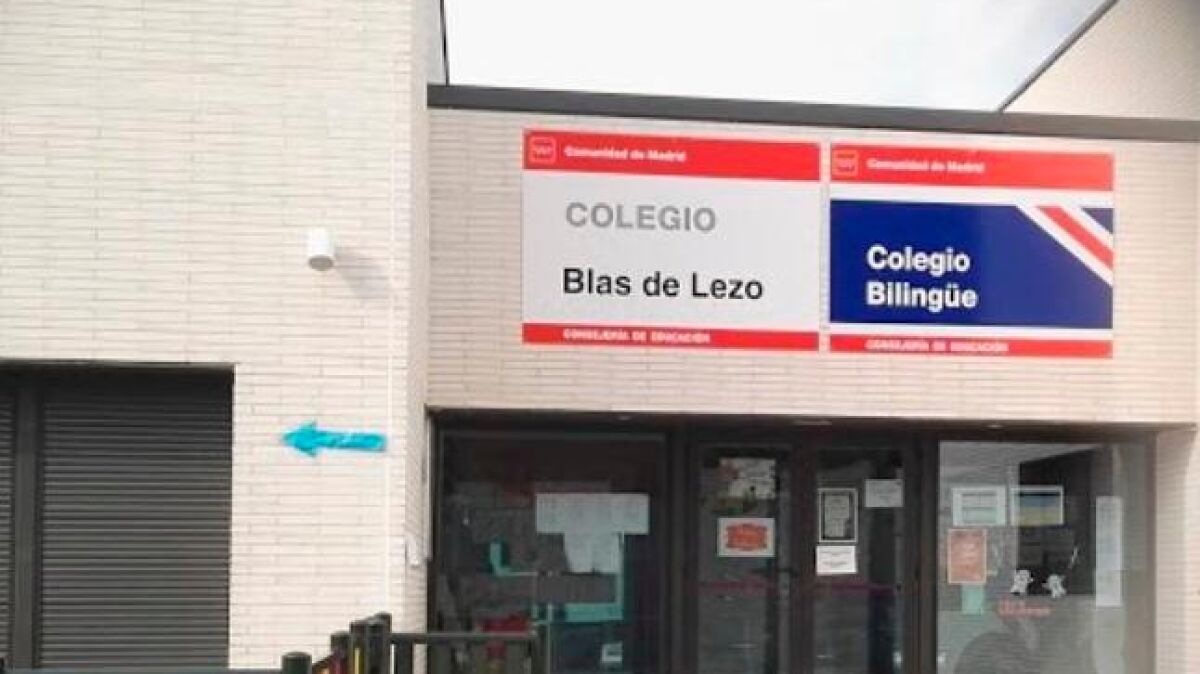 Comunidad de Madrid
COLEGIO
Blas de Lezo
CONSEJERÍA DE EDUCACIÓN
Comunidad de Madrid
Colegio
Bilingüe
CONSEJERÍA DE EDUCACIÓN